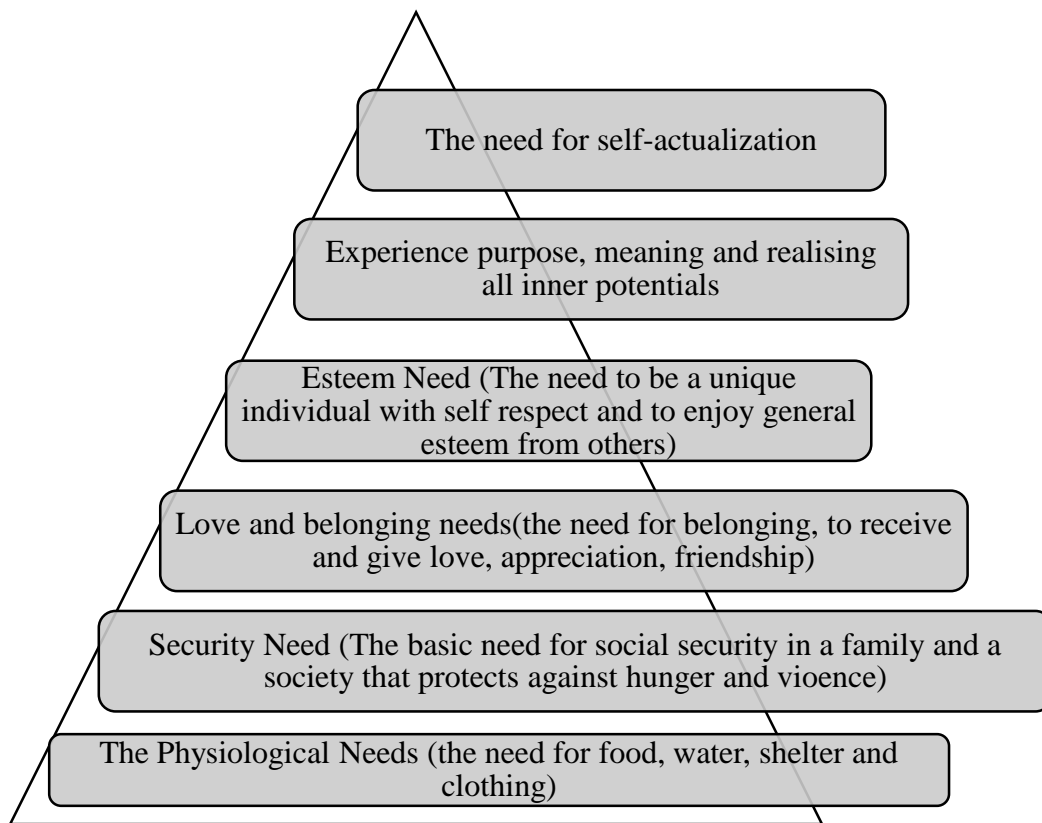 The need for self-actualization
Experience purpose, meaning and realising
all inner potentials
Esteem Need (The need to be a unique
individual with self respect and to enjoy general
esteem from others)
Love and belonging needs(the need for belonging, to receive
and give love, appreciation, friendship)
Security Need (The basic need for social security in a family and a
society that protects against hunger and vioence)
The Physiological Needs (the need for food, water, shelter and
clothing)